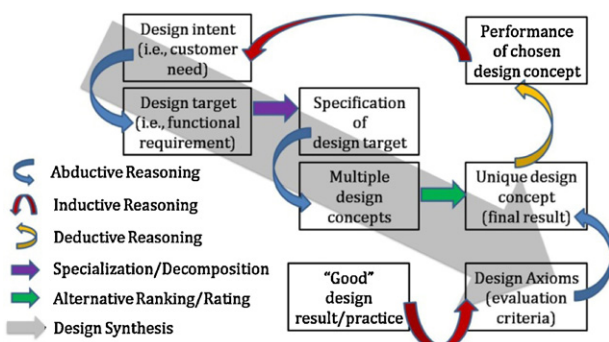 Design intent
(i.e., customer
need)
Performance
of chosen
design concept
Design target
(i.e., functional
requirement)
Specification
of
design target
Multiple
design
concepts
Unique design
concept
(final result)
"Good"
design
result/practice
Design Axioms
(evaluation
criteria)
Abductive Reasoning
Inductive Reasoning
Deductive Reasoning
Specialization/Decomposition
Alternative Ranking/Rating
Design Synthesis